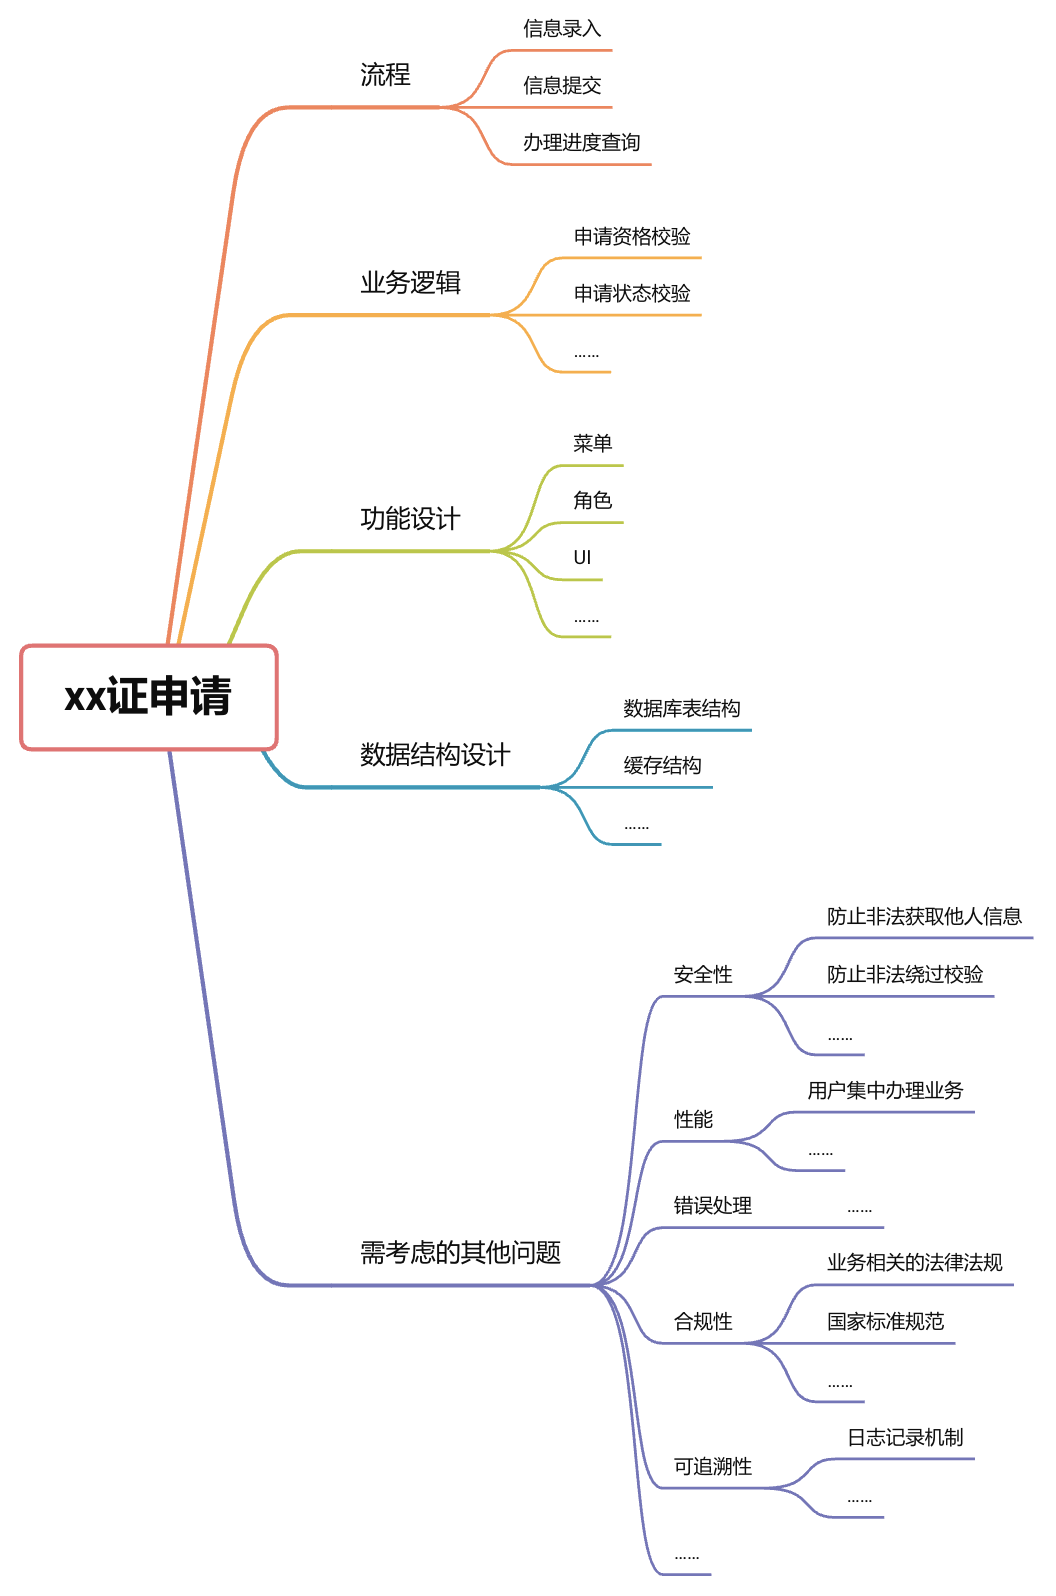 信息录入
流程
信息提交
办理进度查询
申请资格校验
业务逻辑
申请状态校验
……
菜单
角色
功能设计
UI
……
xx证申请
数据库表结构
数据结构设计
缓存结构
……
防止非法获取他人信息
安全性
防止非法绕过校验
……
用户集中办理业务
性能
……
错误处理
……
需考虑的其他问题
业务相关的法律法规
合规性
国家标准规范
……
日志记录机制
可追溯性
……
……